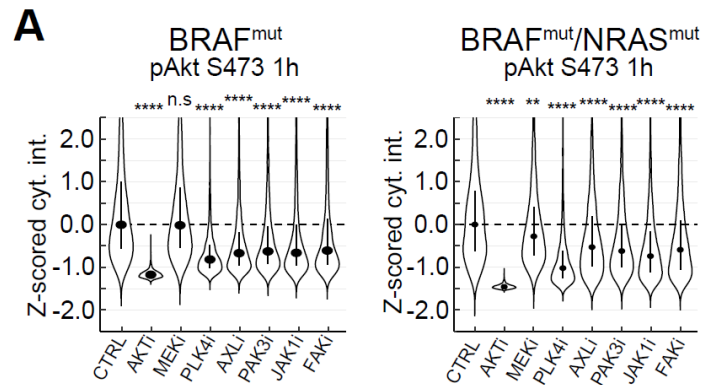 A
BRAFmut
pAkt S473 1h
n.s
**** **** **** **** **** ****
Z-scored cyt. int.
2.0
1.0
0.0
-1.0
-2.0
CTRL
AKTi
MEKi
PLK4i
AXLi
PAK3i
JAK1i
FAKi
BRAFmut/NRASmut
pAkt S473 1h
**** ** **** **** **** **** ****
Z-scored cyt. int.
2.0
1.0
0.0
-1.0
-2.0
CTRL
AKTi
MEKi
PLK4i
AXLi
PAK3i
JAK1i
FAKi